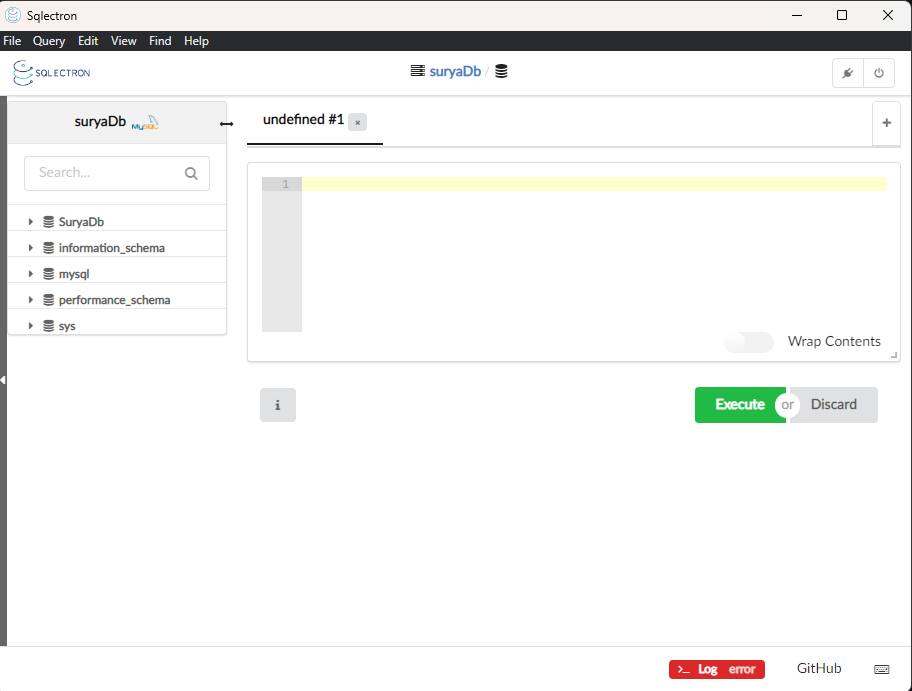 Sqlectron
File Query Edit View Find Help
SQLECTRON
suryaDb /
suryaDb MySQL
undefined #1 ×
+
Search...
1
SuryaDb
information_schema
mysql
performance_schema
sys
Wrap Contents
i
Execute or Discard
>_ Log error
GitHub